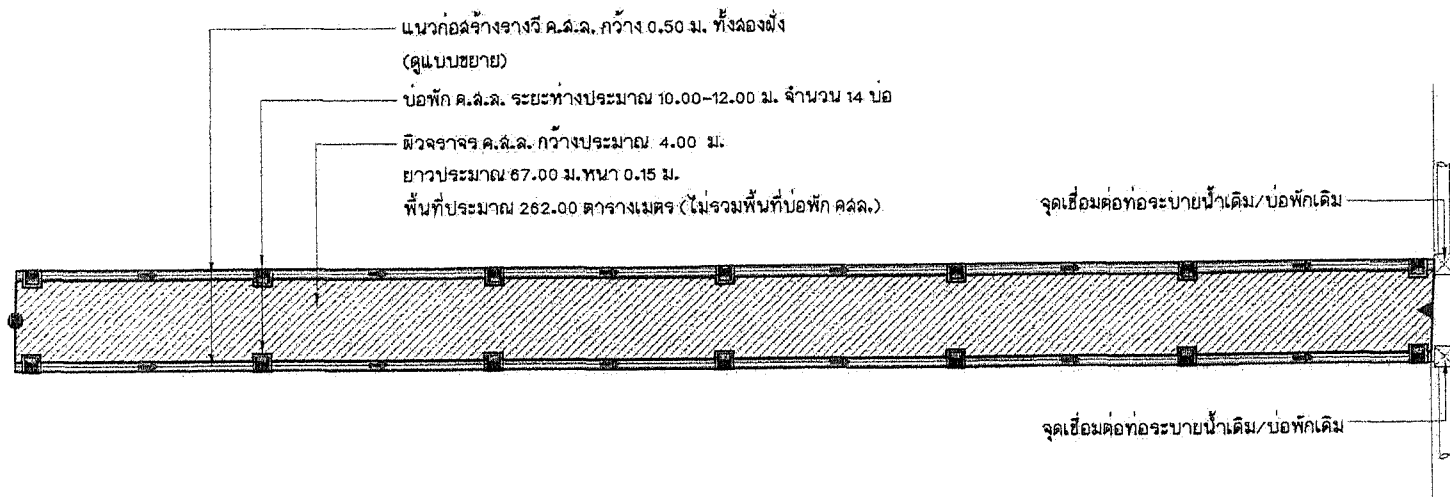 แนวก่อสร้างรางวี ค.ส.ล. กว้าง 0.50 ม. ทั้งสองฝั่ง
(ดูแบบขยาย)
บ่อพัก ค.ส.ล. ระยะห่างประมาณ 10.00-12.00 ม. จำนวน 14 บ่อ
ผิวจราจร ค.ส.ล. กว้างประมาณ 4.00 ม.
ยาวประมาณ 67.00 ม.หนา 0.15 ม.
พื้นที่ประมาณ 262.00 ตารางเมตร (ไม่รวมพื้นที่บ่อพัก คสล.)
จุดเชื่อมต่อท่อระบายน้ำเดิม/บ่อพักเดิม
จุดเชื่อมต่อท่อระบายน้ำเดิม/บ่อพักเดิม